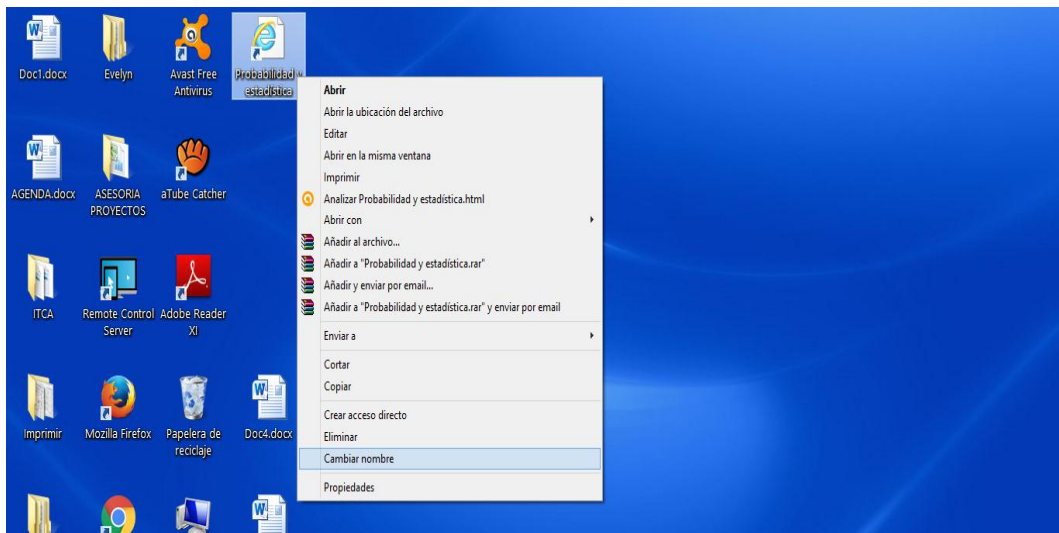 Doc1.docx
Evelyn
Avast Free
Antivirus
Probabilidad y
estadística
Abrir
Abrir la ubicación del archivo
Editar
Abrir en la misma ventana
Imprimir
Analizar Probabilidad y estadística.html
Abrir con
Añadir al archivo...
Añadir a "Probabilidad y estadística.rar"
Añadir y enviar por email...
Añadir a "Probabilidad y estadística.rar" y enviar por email
Enviar a
Cortar
Copiar
Crear acceso directo
Eliminar
Cambiar nombre
Propiedades
AGENDA.docx
ASESORIA
PROYECTOS
aTube Catcher
ITCA
Remote Control
Server
Adobe Reader
XI
Imprimir
Mozilla Firefox
Papelera de
reciclaje
Doc4.docx